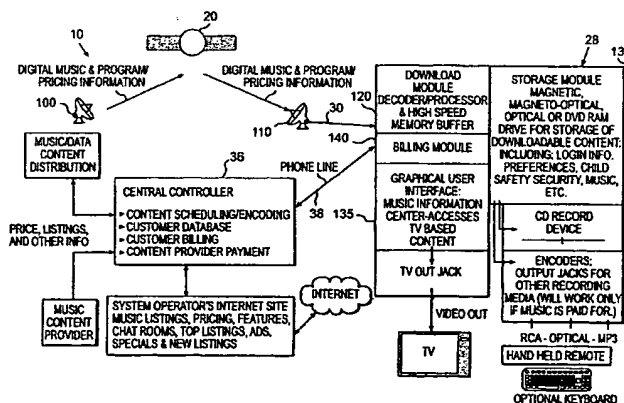 10
20
DIGITAL MUSIC & PROGRAM/
PRICING INFORMATION
DIGITAL MUSIC & PROGRAM/
PRICING INFORMATION
100
110
30
MUSIC/DATA
CONTENT
DISTRIBUTION
36
CENTRAL CONTROLLER
CONTENT SCHEDULING/ENCODING
CUSTOMER DATABASE
CUSTOMER BILLING
CONTENT PROVIDER PAYMENT
PHONE LINE
38
PRICE, LISTINGS,
AND OTHER INFO
MUSIC CONTENT
PROVIDER
SYSTEM OPERATOR'S INTERNET SITE
MUSIC LISTINGS, PRICING, FEATURES,
CHAT ROOMS, TOP LISTINGS, ADS,
SPECIALS & NEW LISTINGS
INTERNET
120
DOWNLOAD
MODULE
DECODER/PROCESSOR
& HIGH SPEED
MEMORY BUFFER
140
BILLING MODULE
135
GRAPHICAL USER
INTERFACE:
MUSIC INFORMATION
CENTER-ACCESSES
TV BASED
CONTENT
TV OUT JACK
VIDEO OUT
TV
28
STORAGE MODULE
MAGNETIC,
MAGNETO-OPTICAL,
OPTICAL OR DVD RAM
DRIVE FOR STORAGE OF
DOWNLOADABLE CONTENT:
INCLUDING; LOGIN INFO.
PREFERENCES, CHILD
SAFETY SECURITY, MUSIC,
ETC.
CD RECORD
DEVICE
ENCODERS;
OUTPUT JACKS FOR
OTHER RECORDING
MEDIA (WILL WORK ONLY
IF MUSIC IS PAID FOR.)
RCA - OPTICAL - MP3
HAND HELD REMOTE
OPTIONAL KEYBOARD